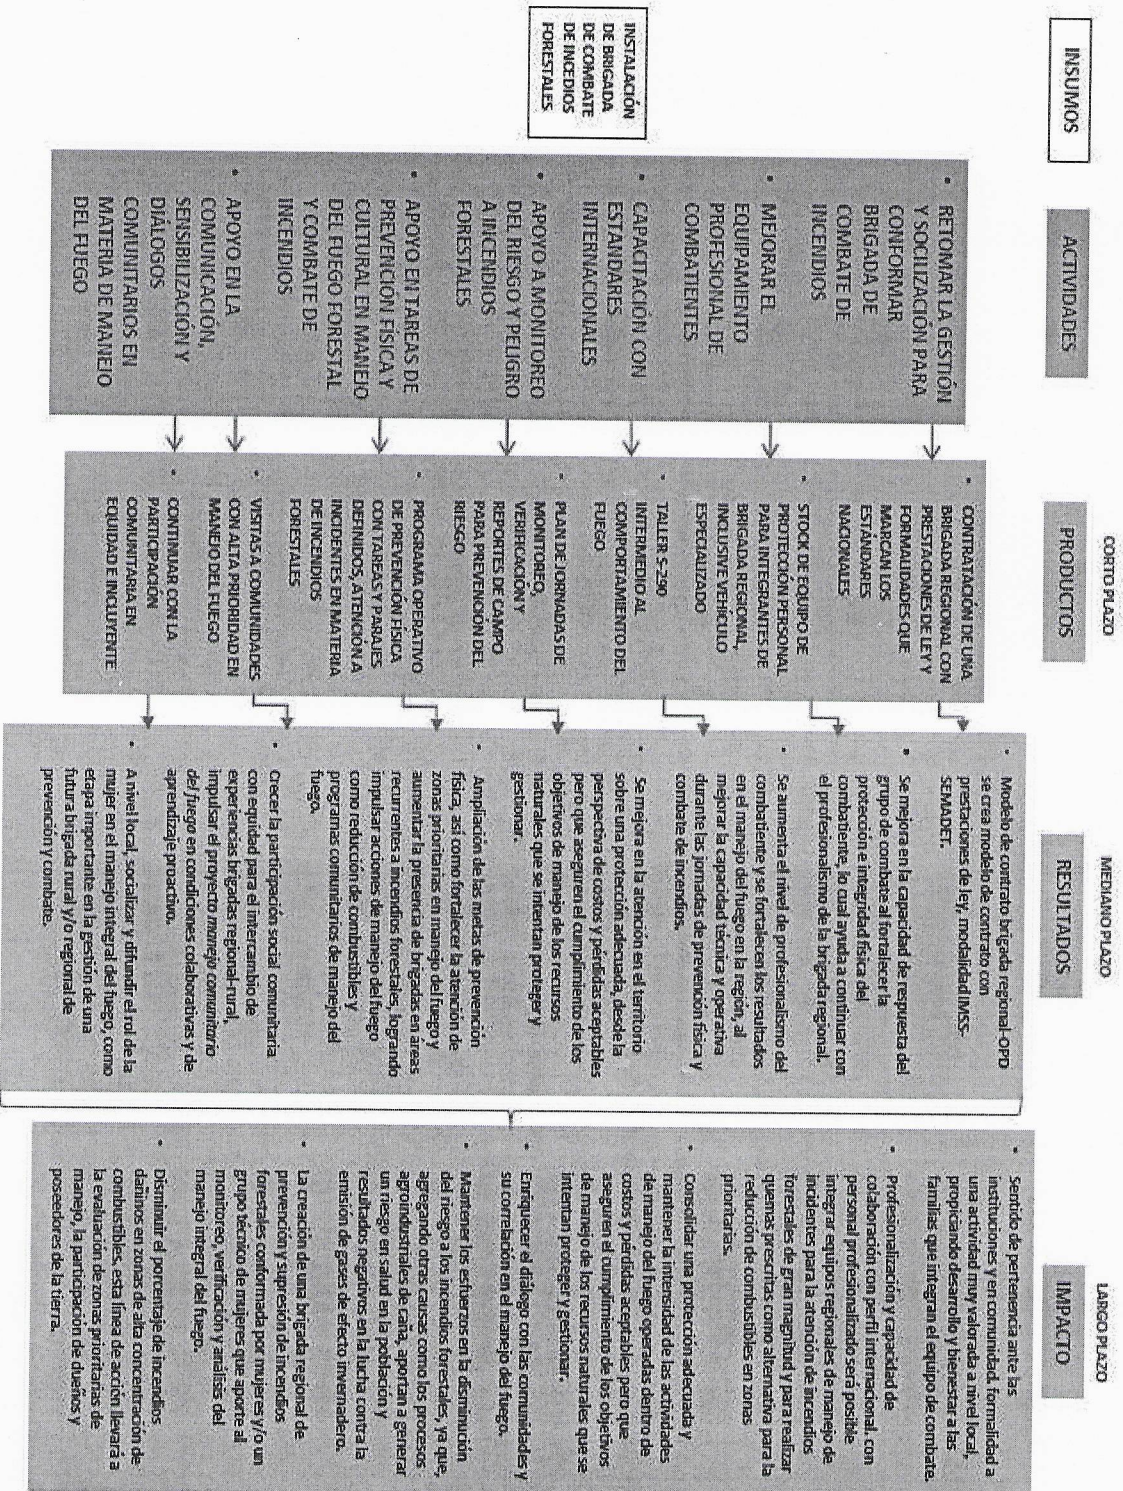 INSUMOS
ACTIVIDADES
CORTO PLAZO
PRODUCTOS
MEDIANO PLAZO
RESULTADOS
LARGO PLAZO
IMPACTO
INSTALACIÓN
DE BRIGADA
DE COMBATE
DE INCEDIOS
FORESTALES
• RETOMAR LA GESTIÓN
Y SOCILIZACIÓN PARA
CONFORMAR
BRIGADA DE
COMBATE DE
INCENDIOS
• MEJORAR EL
EQUIPAMIENTO
PROFESIONAL DE
COMBATIENTES
• CAPACITACIÓN CON
ESTANDARES
INTERNACIONALES
• APOYO A MONITOREO
DEL RIESGO Y PELIGRO
A INCENDIOS
FORESTALES
• APOYO EN TAREAS DE
PREVENCIÓN FÍSICA Y
CULTURAL EN MANEJO
DEL FUEGO FORESTAL
Y COMBATE DE
INCENDIOS
• APOYO EN LA
COMUNICACIÓN,
SENSIBILIZACIÓN Y
DIÁLOGOS
COMUNITARIOS EN
MATERIA DE MANEJO
DEL FUEGO
• CONTRATACIÓN DE UNA
BRIGADA REGIONAL CON
PRESTACIONES DE LEY Y
FORMALIDADES QUE
MARCAN LOS
ESTÁNDARES
NACIONALES
• STOCK DE EQUIPO DE
PROTECCIÓN PERSONAL
PARA INTEGRANTES DE
BRIGADA REGIONAL,
INCLUSIVE VEHICULO
ESPECIALIZADO
• TALLER S-290
INTERMEDIO AL
COMPORTAMIENTO DEL
FUEGO
• PLAN DE JORNADAS DE
MONITOREO,
VERIFICACIÓN Y
REPORTES DE CAMPO
PARA PREVENCIÓN DEL
RIESGO
• PROGRAMA OPERATIVO
DE PREVENCIÓN FÍSICA
CON TAREAS Y PARAJES
DEFINIDOS, ATENCIÓN A
INCIDENTES EN MATERIA
DE INCENDIOS
FORESTALES
• VISITAS A COMUNIDADES
CON ALTA PRIORIDAD EN
MANEJO DEL FUEGO
• CONTINUAR CON LA
PARTICIPACIÓN
COMUNITARIA EN
EQUIDAD E INCLUYENTE
• Modelo de contrato brigada regional-OPD
se crea modelo de contrato con
prestaciones de ley, modalidad IMSS-
SEMADET.
• Se mejora en la capacidad de respuesta del
grupo de combate al fortalecer la
protección e integridad física del
combatiente, lo cual ayuda a continuar con
el profesionalismo de la brigada regional.
• Se aumenta el nivel de profesionalismo del
combatiente y se fortalecen los resultados
en el manejo del fuego en la región, al
mejorar la capacidad técnica y operativa
durante las jornadas de prevención física y
combate de incendios.
• Se mejora en la atención en el territorio
sobre una protección adecuada, desde la
perspectiva de costos y pérdidas aceptables
pero que aseguren el cumplimiento de los
objetivos de manejo de los recursos
naturales que se intentan proteger y
gestionar.
• Ampliación de las metas de prevención
física, así como fortalecer la atención de
zonas prioritarias en manejo del fuego y
aumentar la presencia de brigadas en áreas
recurrentes a incendios forestales, logrando
impulsar acciones de manejo del fuego
como reducción de combustibles y
programas comunitarios de manejo del
fuego.
• Crecer la participación social comunitaria
con equidad para el intercambio de
experiencias brigadas regional-rural,
impulsar el proyecto manejo comunitario
del fuego en condiciones colaborativas y de
aprendizaje proactivo.
• A nivel local, socializar y difundir el rol de la
mujer en el manejo integral del fuego, como
etapa importante en la gestión de una
futura brigada rural y/o regional de
prevención y combate.
• Sentido de pertenencia ante las
instituciones y en comunidad, formalidad a
una actividad muy valorada a nivel local,
propiciando desarrollo y bienestar a las
familias que integran el equipo de combate.
• Profesionalización y capacidad de
colaboración con perfil internacional, con
personal profesionalizado será posible
integrar equipos regionales de manejo de
incidentes para la atención de incendios
forestales de gran magnitud y para realizar
quemas prescritas como alternativa para la
reducción de combustibles en zonas
prioritarias.
• Consolidar una protección adecuada y
mantener la intensidad de las actividades
de manejo del fuego operadas dentro de
costos y pérdidas aceptables pero que
aseguren el cumplimiento de los objetivos
de manejo de los recursos naturales que se
intentan proteger y gestionar.
• Enriquecer el diálogo con las comunidades y
su correlación en el manejo del fuego.
• Mantener los esfuerzos en la disminución
del riesgo a los incendios forestales, ya que,
agregando otras causas como los procesos
agroindustriales de caña, aportan a generar
un riesgo en salud en la población y
resultados negativos en la lucha contra la
emisión de gases de efecto invernadero.
• La creación de una brigada regional de
prevención y supresión de incendios
forestales conformada por mujeres y/o un
grupo técnico de mujeres que aporte al
monitoreo, verificación y análisis del
manejo integral del fuego.
• Disminuir el porcentaje de incendios
dañinos en zonas de alta concentración de
combustibles, esta línea de acción llevará a
la evaluación de zonas prioritarias de
manejo, la participación de dueños y
poseedores de la tierra.